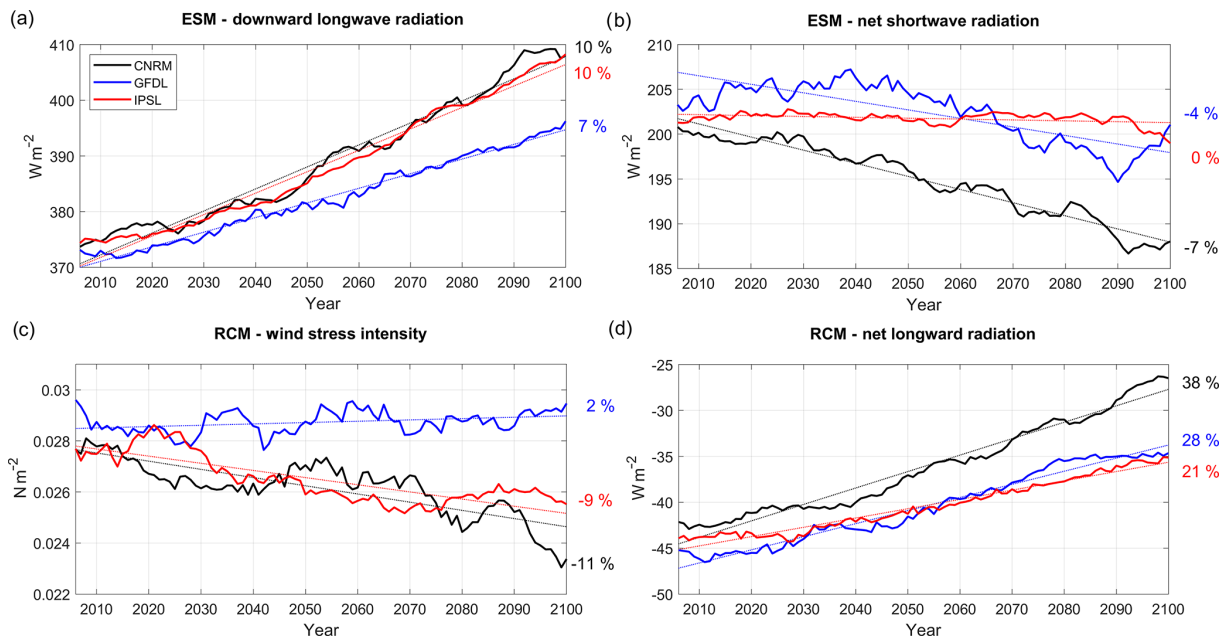 (a)
ESM - downward longwave radiation
410
400
390
380
370
W m-2
CNRM
GFDL
IPSL
10 %
10 %
7 %
2010 2020 2030 2040 2050 2060 2070 2080 2090 2100
Year
(b)
ESM - net shortwave radiation
210
205
200
195
190
185
W m-2
-4 %
0 %
-7 %
2010 2020 2030 2040 2050 2060 2070 2080 2090 2100
Year
(c)
RCM - wind stress intensity
0.03
0.028
0.026
0.024
0.022
N m-2
2 %
-9 %
-11 %
2010 2020 2030 2040 2050 2060 2070 2080 2090 2100
Year
(d)
RCM - net longward radiation
-25
-30
-35
-40
-45
-50
W m-2
38 %
28 %
21 %
2010 2020 2030 2040 2050 2060 2070 2080 2090 2100
Year